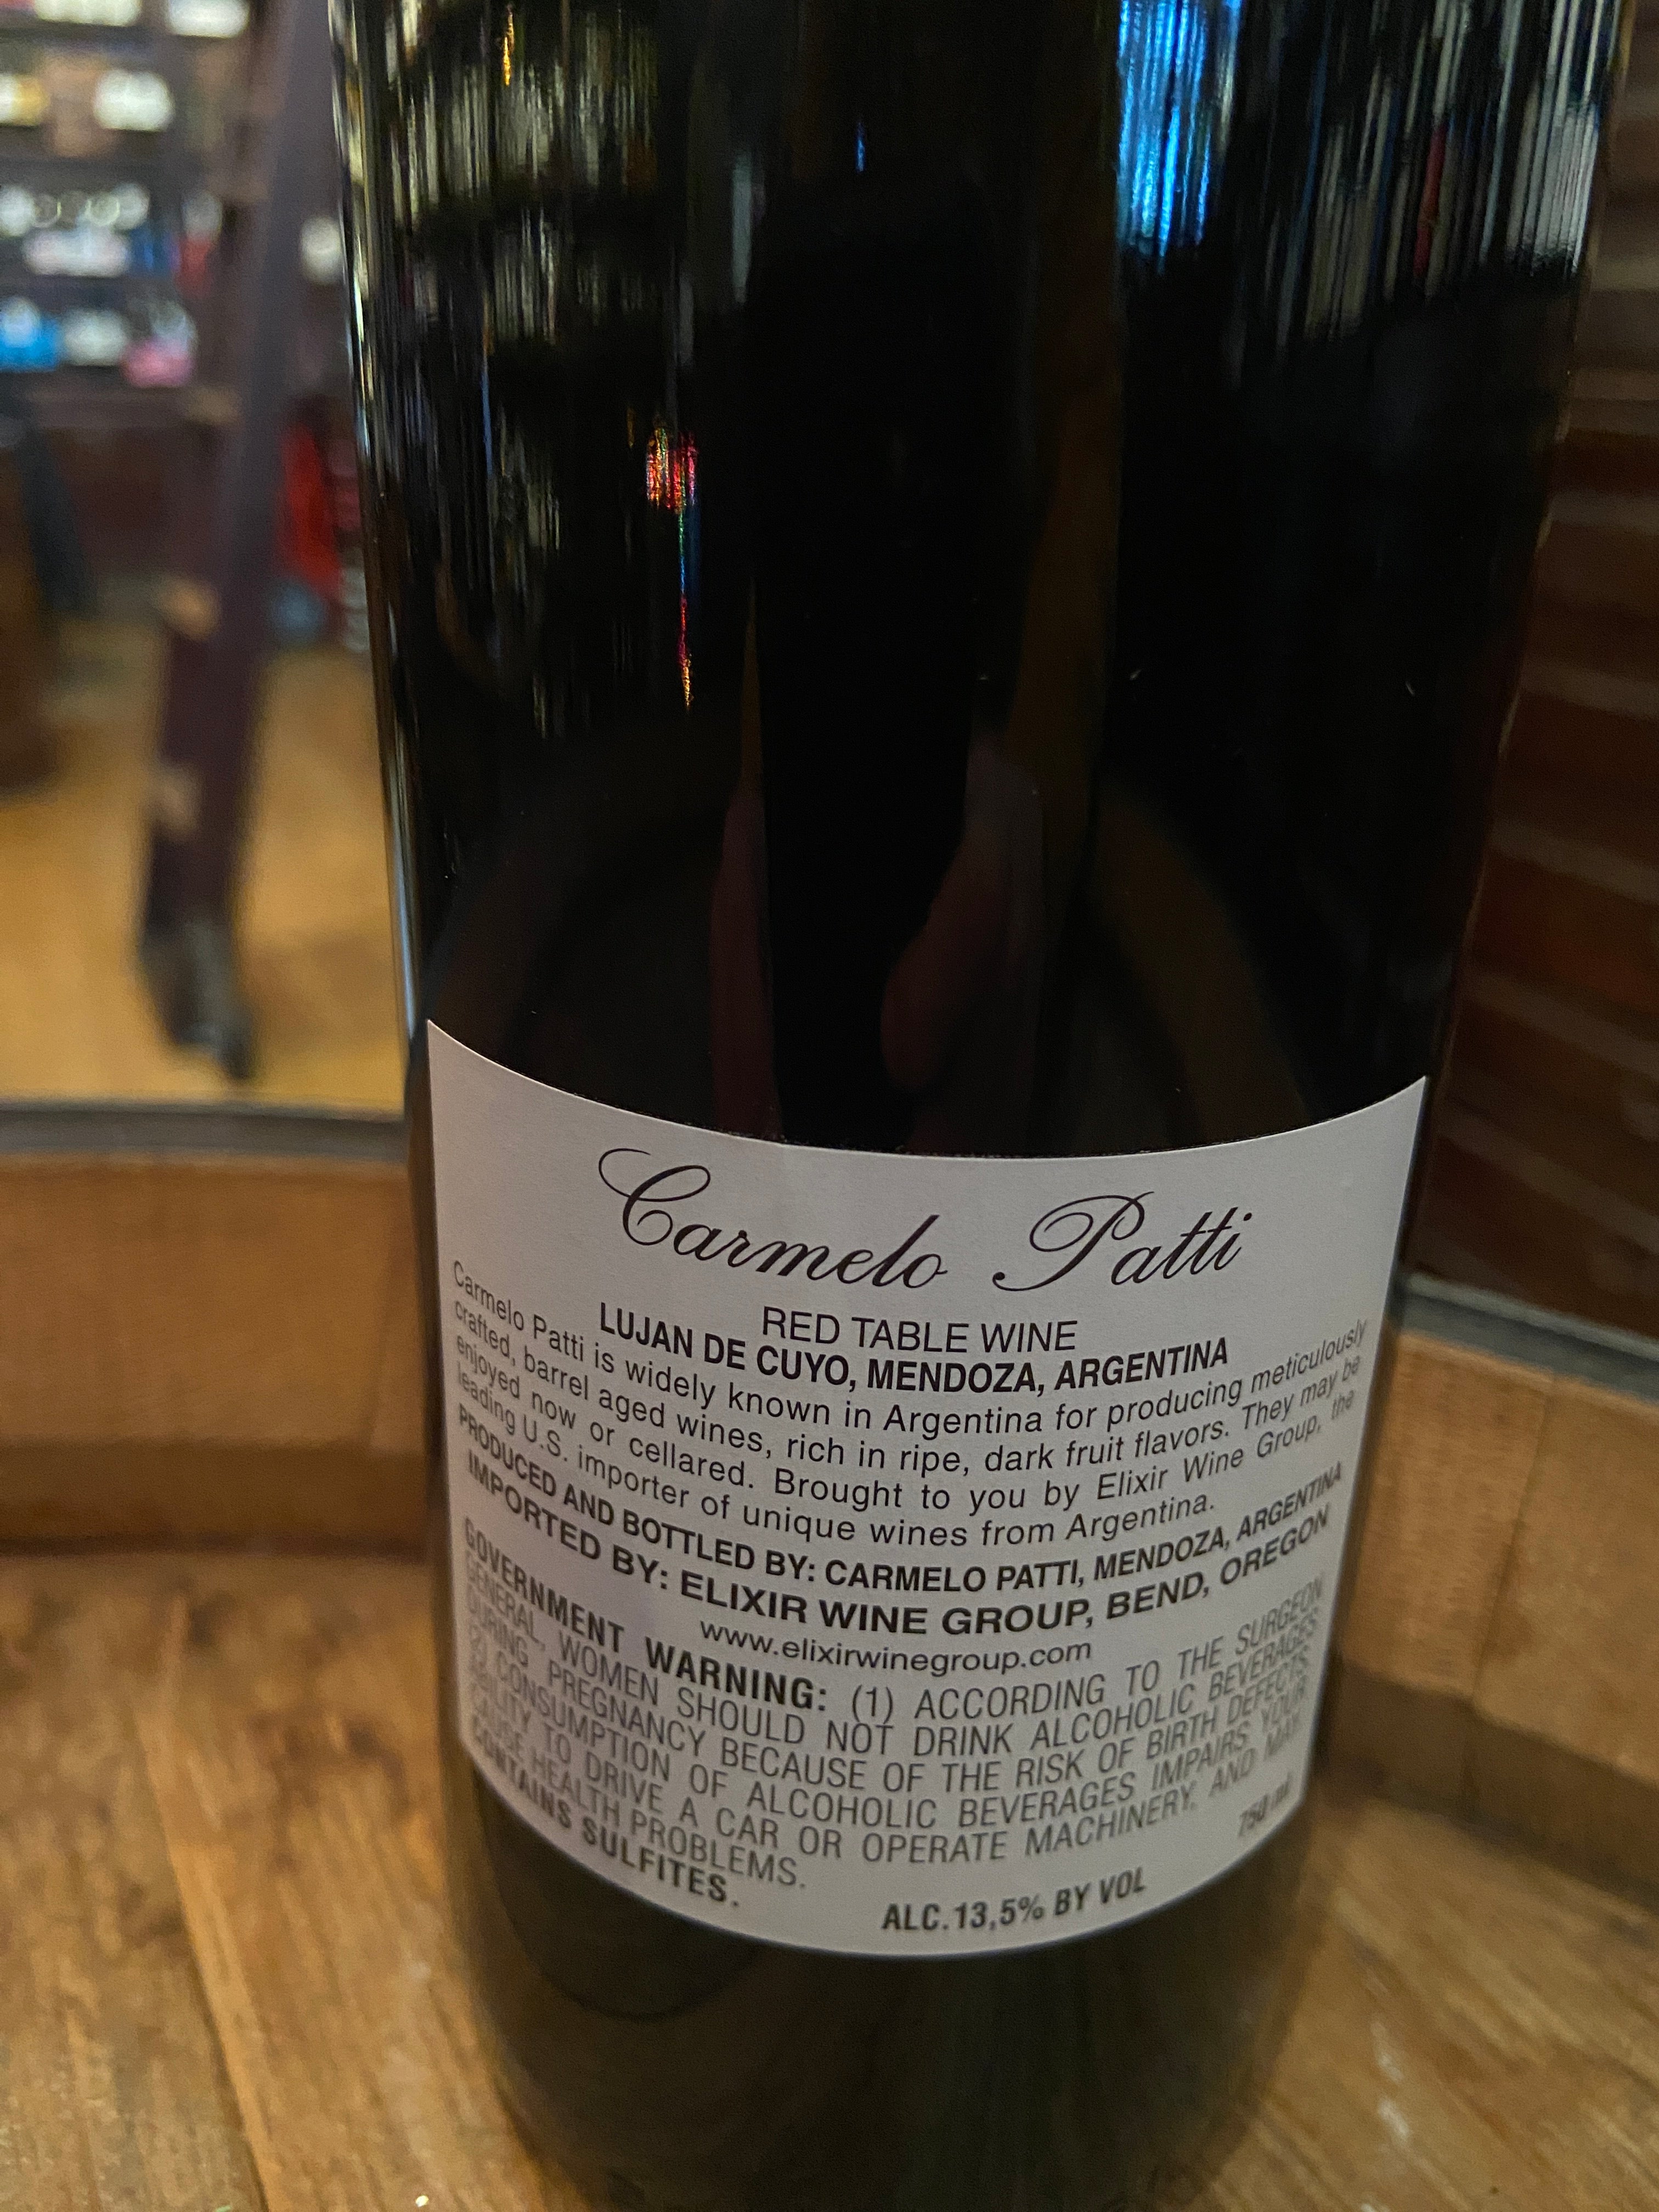 Carmelo Patti
RED TABLE WINE
LUJAN DE CUYO, MENDOZA, ARGENTINA
Carmelo Patti is widely known in Argentina for producing meticulously
crafted, barrel aged wines, rich in ripe, dark fruit flavors. They may be
enjoyed now or cellared. Brought to you by Elixir Wine Group, the
leading U.S. importer of unique wines from Argentina.
PRODUCED AND BOTTLED BY: CARMELO PATTI, MENDOZA, ARGENTINA
IMPORTED BY: ELIXIR WINE GROUP, BEND, OREGON
www.elixirwinegroup.com
GOVERNMENT WARNING: (1) ACCORDING TO THE SURGEON
GENERAL, WOMEN SHOULD NOT DRINK ALCOHOLIC BEVERAGES
DURING PREGNANCY BECAUSE OF THE RISK OF BIRTH DEFECTS.
(2) CONSUMPTION OF ALCOHOLIC BEVERAGES IMPAIRS YOUR
ABILITY TO DRIVE A CAR OR OPERATE MACHINERY, AND MAY
CAUSE HEALTH PROBLEMS.
CONTAINS SULFITES.
750 ml
ALC.13,5% BY VOL